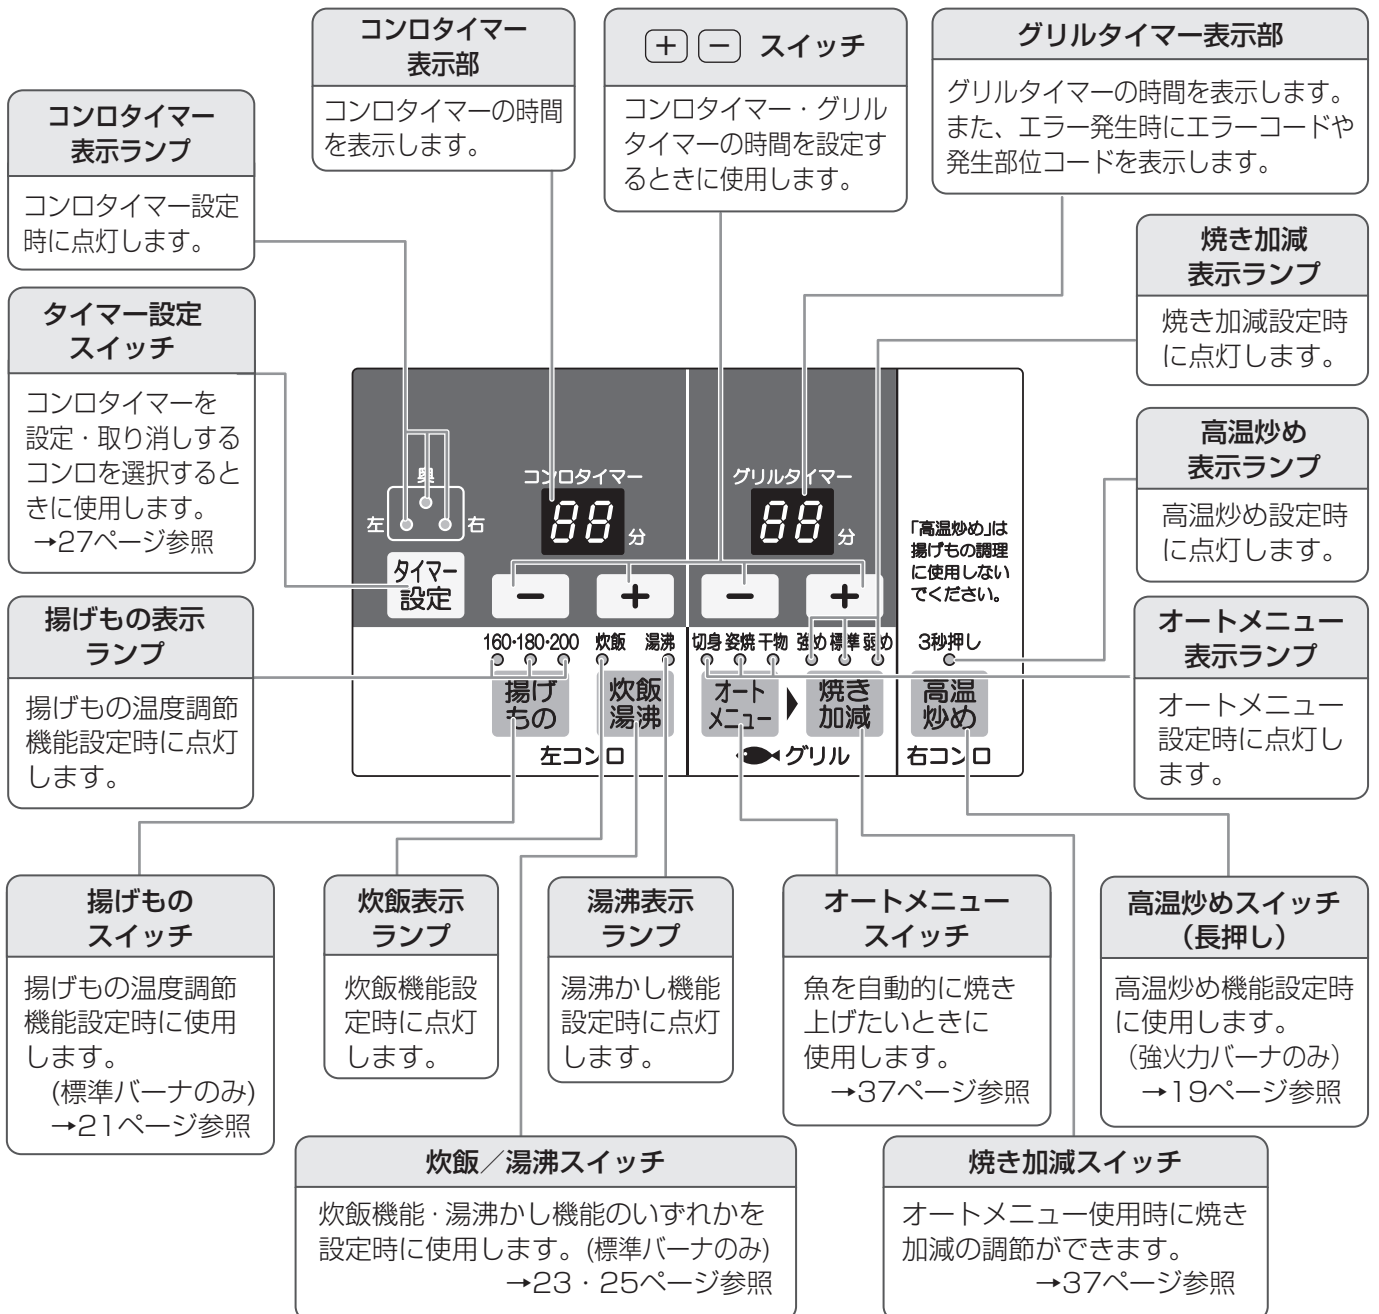 コンロタイマー
表示部
コンロタイマーの時間
を表示します。
+ − スイッチ
コンロタイマー・グリル
タイマーの時間を設定す
るときに使用します。
グリルタイマー表示部
グリルタイマーの時間を表示します。
また、エラー発生時にエラーコードや
発生部位コードを表示します。
コンロタイマー
表示ランプ
コンロタイマー設定
時に点灯します。
タイマー設定
スイッチ
コンロタイマーを
設定・取り消しする
コンロを選択すると
きに使用します。
→27ページ参照
揚げもの表示
ランプ
揚げもの温度調節
機能設定時に点灯
します。
焼き加減
表示ランプ
焼き加減設定時
に点灯します。
高温炒め
表示ランプ
高温炒め設定時
に点灯します。
オートメニュー
表示ランプ
オートメニュー
設定時に点灯し
ます。
奥
左 右
タイマー
設定
コンロタイマー
88 分
− +
グリルタイマー
88 分
− +
「高温炒め」は
揚げもの調理
に使用しない
でください。
160・180・200 炊飯 湯沸
揚げ
もの
炊飯
湯沸
左コンロ
切身 姿焼 干物 強め 標準 弱め
オート
メニュー
焼き
加減
グリル
3秒押し
高温
炒め
右コンロ
揚げもの
スイッチ
揚げもの温度調節
機能設定時に使用
します。
(標準バーナのみ)
→21ページ参照
炊飯表示
ランプ
炊飯機能設
定時に点灯
します。
湯沸表示
ランプ
湯沸かし機能
設定時に点灯
します。
オートメニュー
スイッチ
魚を自動的に焼き
上げたいときに
使用します。
→37ページ参照
高温炒めスイッチ
(長押し)
高温炒め機能設定時
に使用します。
(強火力バーナのみ)
→19ページ参照
炊飯/湯沸スイッチ
炊飯機能・湯沸かし機能のいずれかを
設定時に使用します。(標準バーナのみ)
→23・25ページ参照
焼き加減スイッチ
オートメニュー使用時に焼き
加減の調節ができます。
→37ページ参照